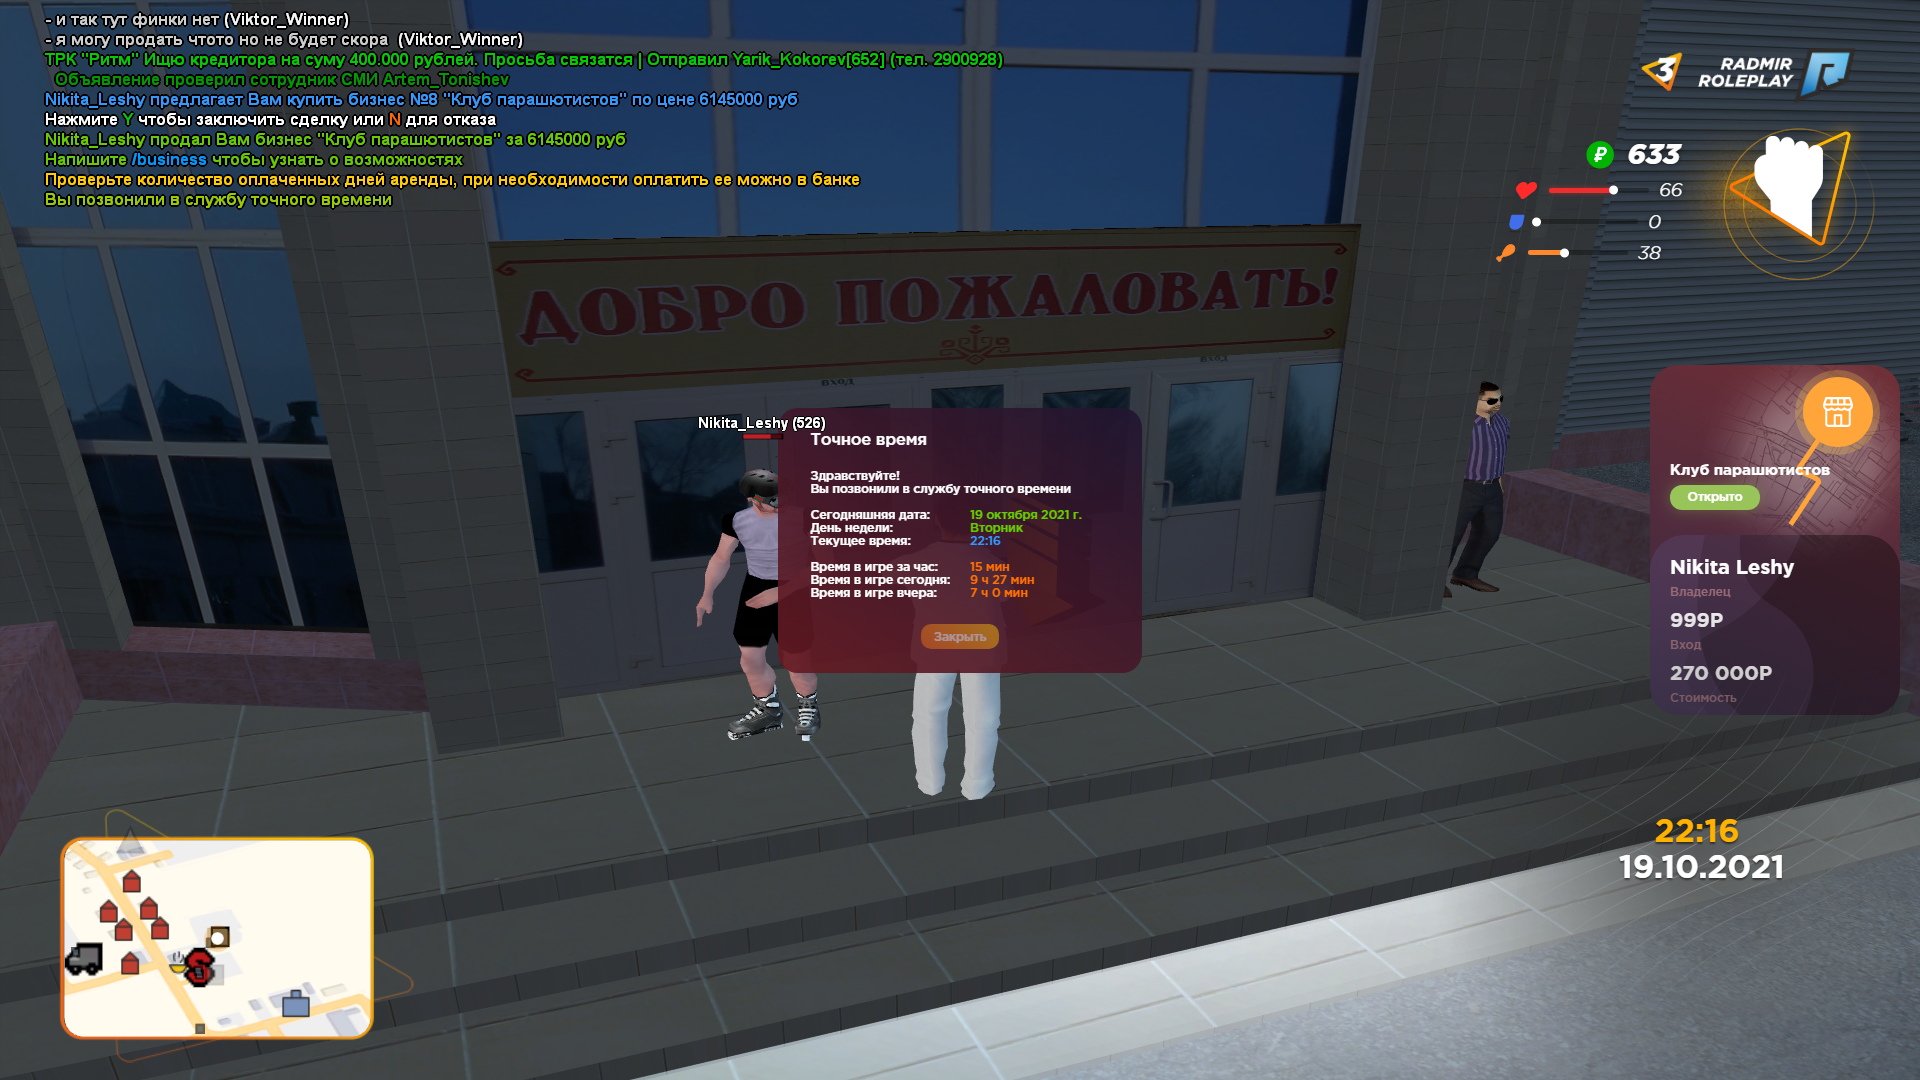 - и так тут финки нет (Viktor_Winner)
- я могу продать чтото но не будет скора  (Viktor_Winner)
ТРК "Ритм" Ищю кредитора на суму 400.000 рублей. Просьба связатся | Отправил Yarik_Kokorev[652] (тел. 2900928)
Объявление проверил сотрудник СМИ Artem_Tonishev
Nikita_Leshy предлагает Вам купить бизнес №8 "Клуб парашютистов" по цене 6145000 руб
Нажмите Y чтобы заключить сделку или N для отказа
Nikita_Leshy продал Вам бизнес "Клуб парашютистов" за 6145000 руб
Напишите /business чтобы узнать о возможностях
Проверьте количество оплаченных дней аренды, при необходимости оплатить ее можно в банке
Вы позвонили в службу точного времени
3 RADMIR
ROLEPLAY
₽ 633
66
0
38
ДОБРО ПОЖАЛОВАТЬ!
ВХОД
ВХОД
Nikita_Leshy (526)
Точное время
Здравствуйте!
Вы позвонили в службу точного времени
Сегодняшняя дата: 19 октября 2021 г.
День недели: Вторник
Текущее время: 22:16
Время в игре за час: 15 мин
Время в игре сегодня: 9 ч 27 мин
Время в игре вчера: 7 ч 0 мин
Закрыть
Клуб парашютистов
Открыто
Nikita Leshy
Владелец
999Р
Вход
270 000Р
Стоимость
22:16
19.10.2021
S